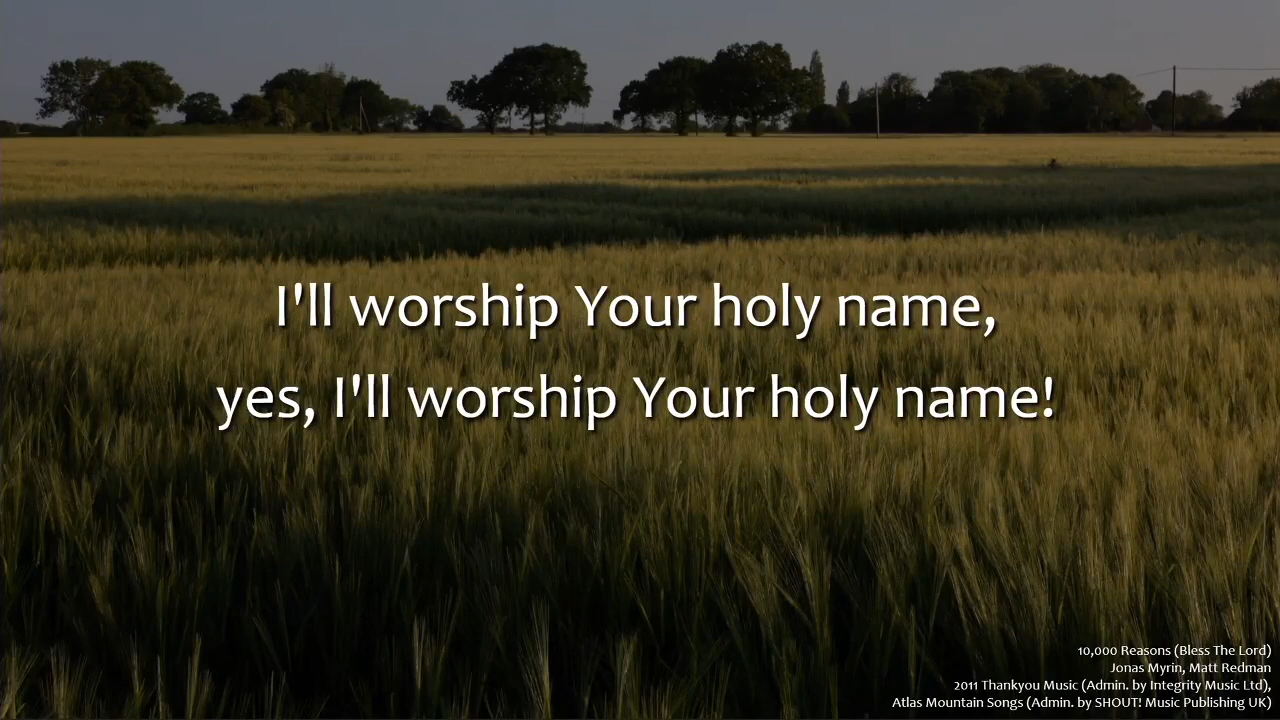 I'll worship Your holy name,
yes, I'll worship Your holy name!
10,000 Reasons (Bless The Lord)
Jonas Myrin, Matt Redman
2011 Thankyou Music (Admin. by Integrity Music Ltd),
Atlas Mountain Songs (Admin. by SHOUT! Music Publishing UK)